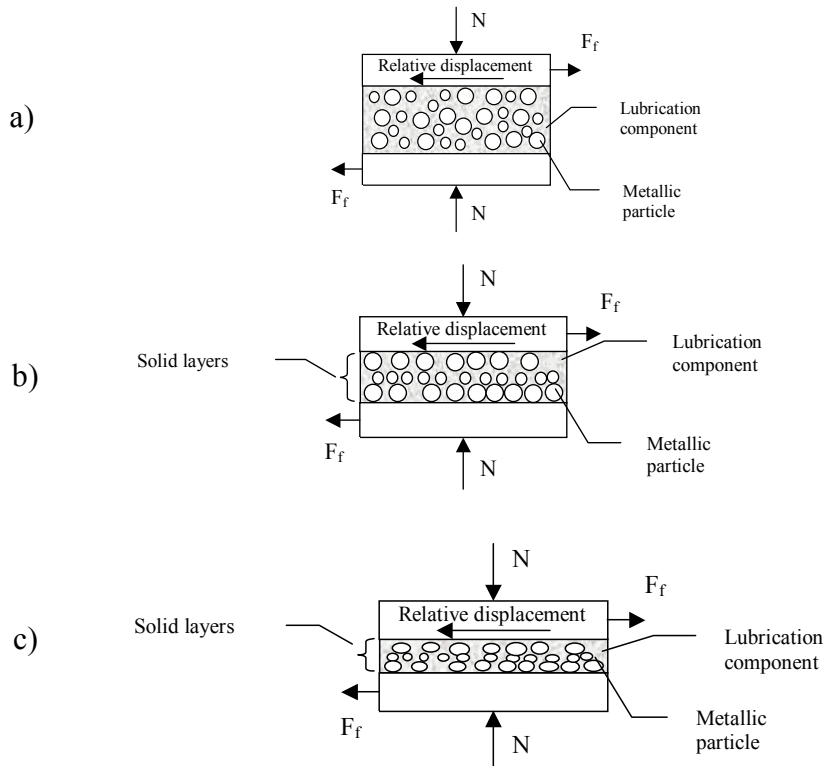 a)
N
F_f
Relative displacement
Lubrication
component
Metallic
particle
F_f
N
b)
N
F_f
Relative displacement
Solid layers
Lubrication
component
Metallic
particle
F_f
N
c)
N
F_f
Relative displacement
Solid layers
Lubrication
component
Metallic
particle
F_f
N